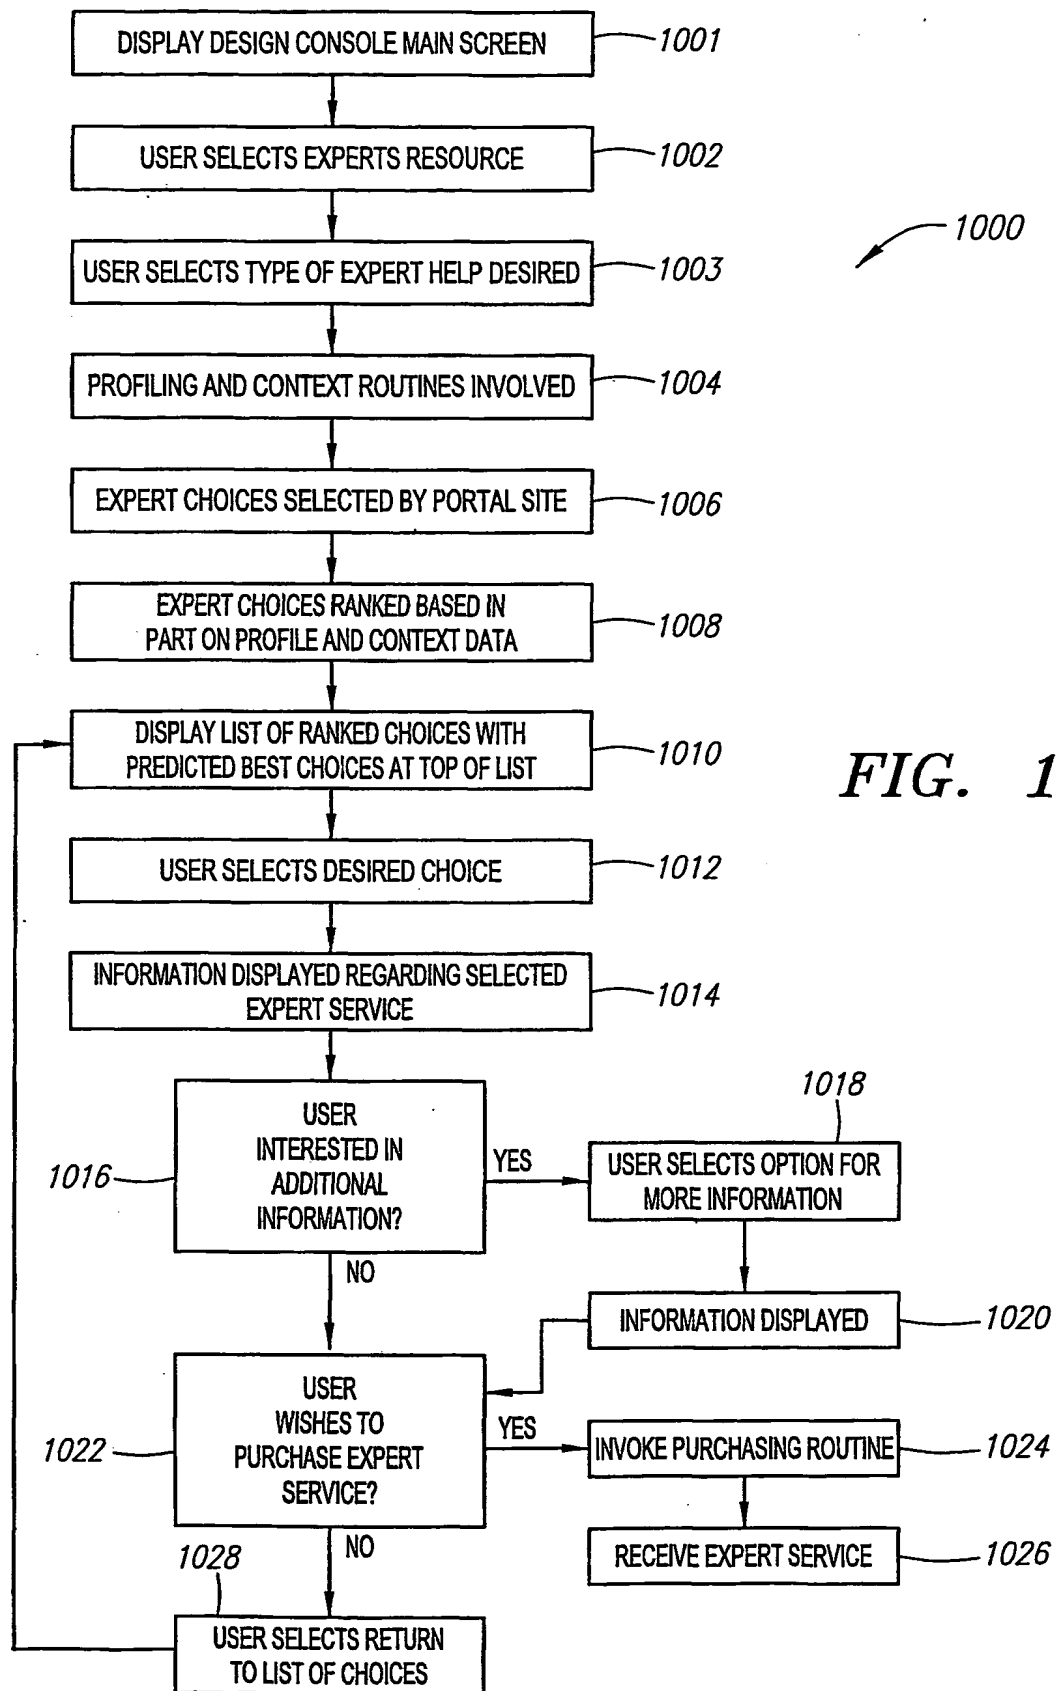 DISPLAY DESIGN CONSOLE MAIN SCREEN
1001
USER SELECTS EXPERTS RESOURCE
1002
1000
USER SELECTS TYPE OF EXPERT HELP DESIRED
1003
PROFILING AND CONTEXT ROUTINES INVOLVED
1004
EXPERT CHOICES SELECTED BY PORTAL SITE
1006
EXPERT CHOICES RANKED BASED IN
PART ON PROFILE AND CONTEXT DATA
1008
DISPLAY LIST OF RANKED CHOICES WITH
PREDICTED BEST CHOICES AT TOP OF LIST
1010
FIG. 1
USER SELECTS DESIRED CHOICE
1012
INFORMATION DISPLAYED REGARDING SELECTED
EXPERT SERVICE
1014
USER
INTERESTED IN
ADDITIONAL
INFORMATION?
1016
YES
NO
1018
USER SELECTS OPTION FOR
MORE INFORMATION
INFORMATION DISPLAYED
1020
USER
WISHES TO
PURCHASE EXPERT
SERVICE?
1022
YES
NO
INVOKE PURCHASING ROUTINE
1024
RECEIVE EXPERT SERVICE
1026
1028
USER SELECTS RETURN
TO LIST OF CHOICES